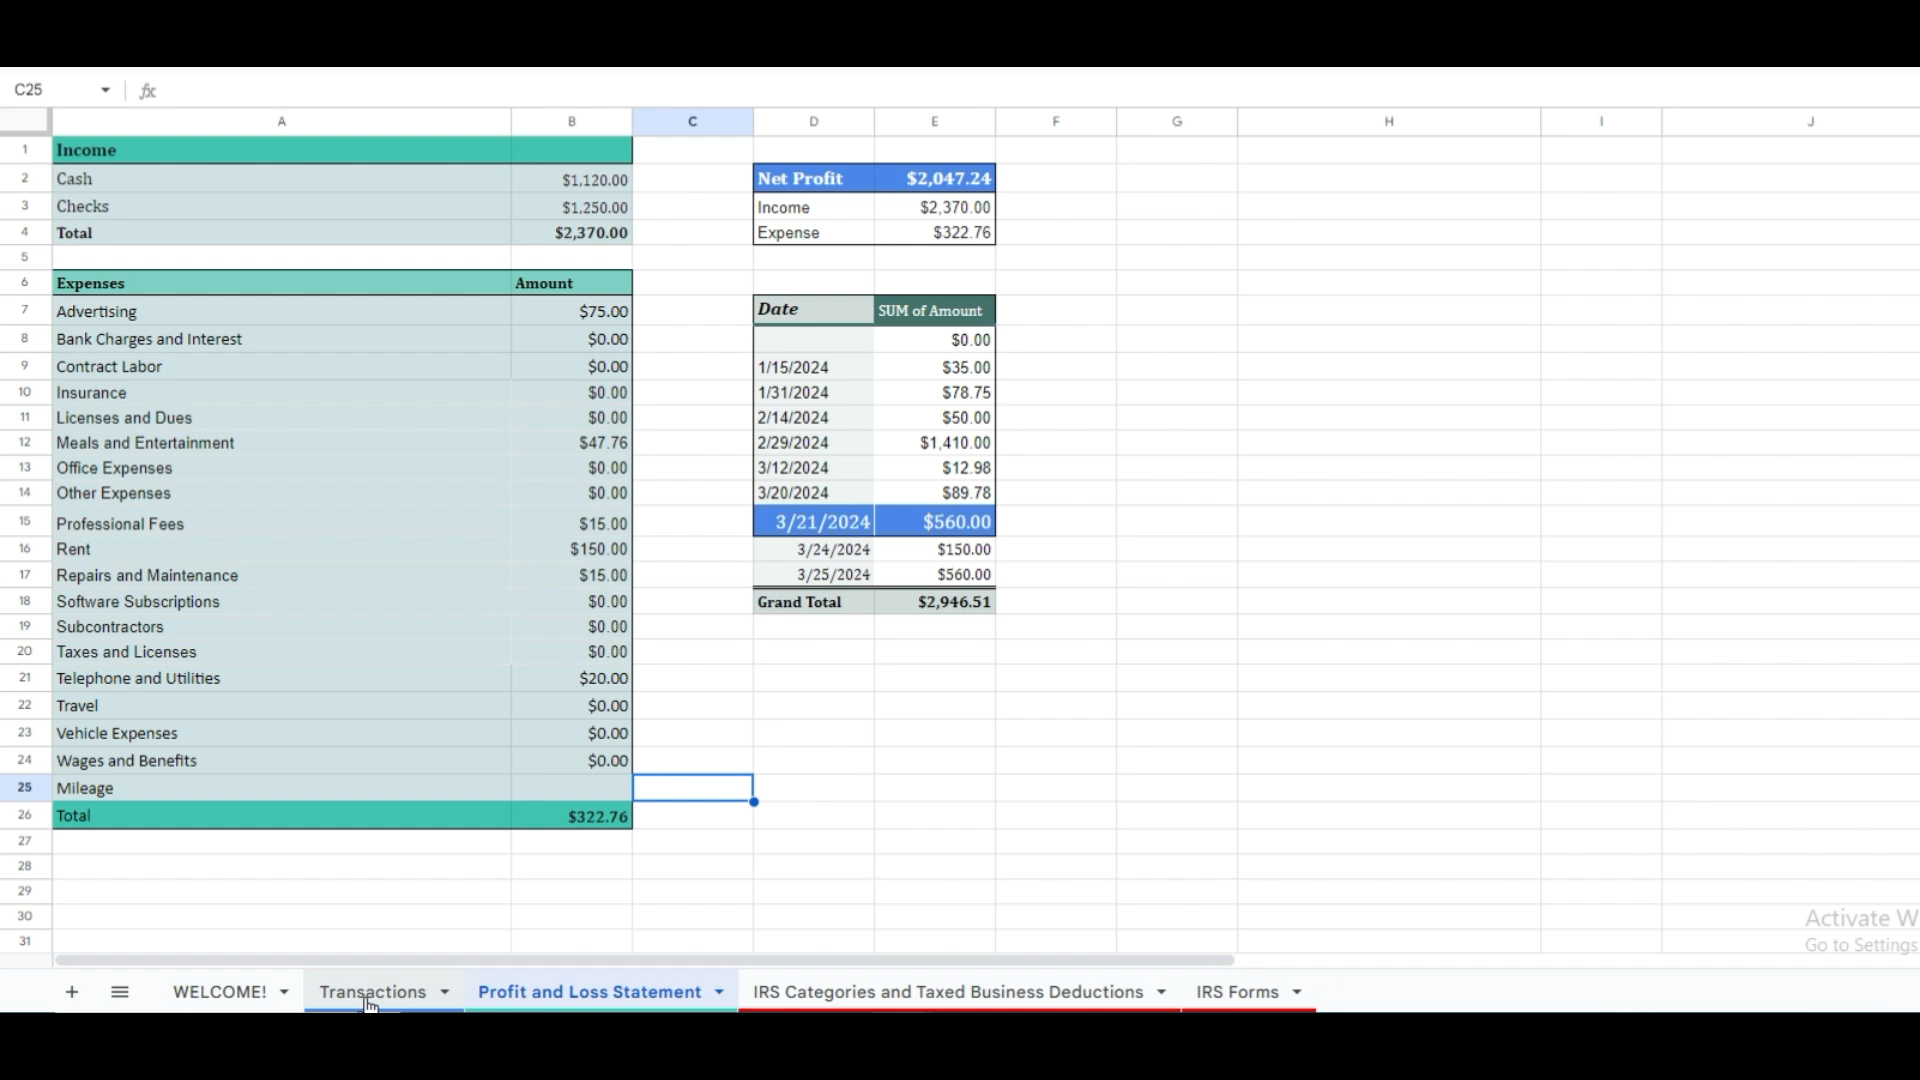 C25 fx
A B C D E F G H I J
1 Income
2 Cash $1,120.00 Net Profit $2,047.24
3 Checks $1,250.00 Income $2,370.00
4 Total $2,370.00 Expense $322.76
5
6 Expenses Amount
7 Advertising $75.00 Date SUM of Amount
8 Bank Charges and Interest $0.00 $0.00
9 Contract Labor $0.00 1/15/2024 $35.00
10 Insurance $0.00 1/31/2024 $78.75
11 Licenses and Dues $0.00 2/14/2024 $50.00
12 Meals and Entertainment $47.76 2/29/2024 $1,410.00
13 Office Expenses $0.00 3/12/2024 $12.98
14 Other Expenses $0.00 3/20/2024 $89.78
15 Professional Fees $15.00 3/21/2024 $560.00
16 Rent $150.00 3/24/2024 $150.00
17 Repairs and Maintenance $15.00 3/25/2024 $560.00
18 Software Subscriptions $0.00 Grand Total $2,946.51
19 Subcontractors $0.00
20 Taxes and Licenses $0.00
21 Telephone and Utilities $20.00
22 Travel $0.00
23 Vehicle Expenses $0.00
24 Wages and Benefits $0.00
25 Mileage
26 Total $322.76
27
28
29
30
31
Activate W
Go to Settings
+ WELCOME! Transactions Profit and Loss Statement IRS Categories and Taxed Business Deductions IRS Forms